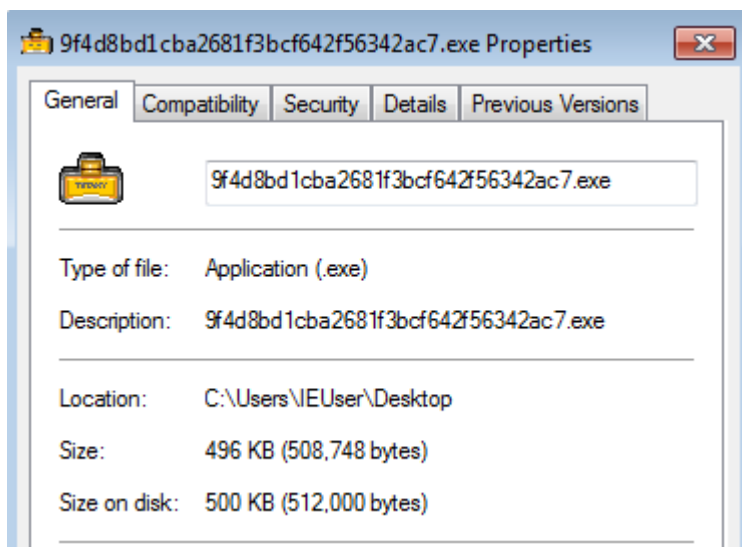 9f4d8bd1cba2681f3bcf642f56342ac7.exe Properties
General Compatibility Security Details Previous Versions
TIFFANY
9f4d8bd1cba2681f3bcf642f56342ac7.exe
Type of file: Application (.exe)
Description: 9f4d8bd1cba2681f3bcf642f56342ac7.exe
Location: C:\Users\IEUser\Desktop
Size: 496 KB (508,748 bytes)
Size on disk: 500 KB (512,000 bytes)